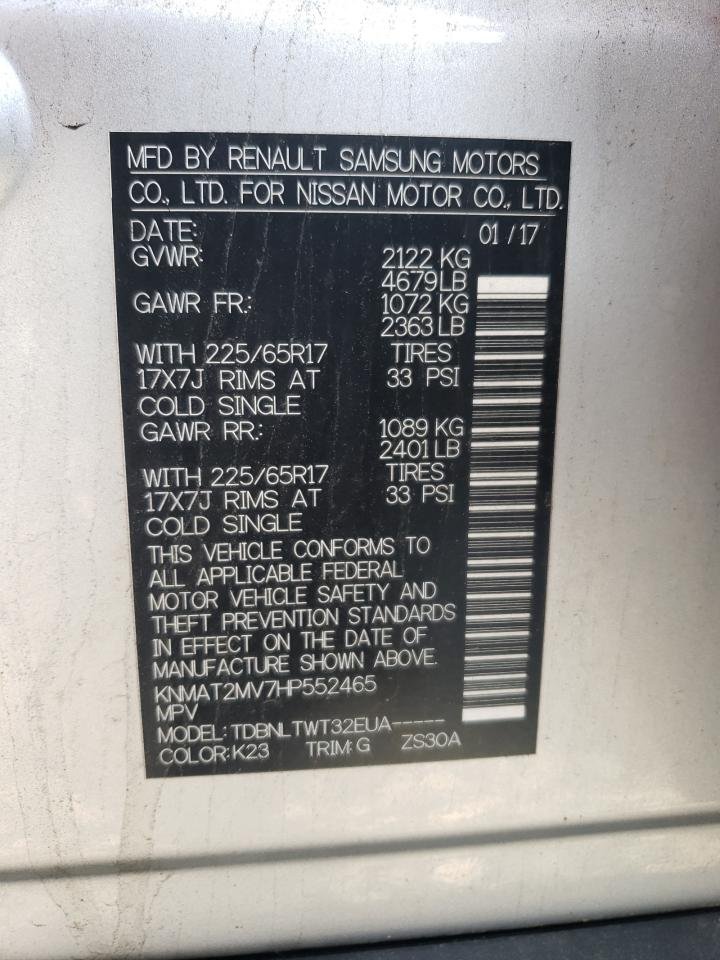 MFD BY RENAULT SAMSUNG MOTORS
CO., LTD. FOR NISSAN MOTOR CO., LTD.
DATE: 01 / 17
GVWR: 2122 KG
4679LB
GAWR FR: 1072 KG
2363 LB
WITH 225/65R17 TIRES
17X7J RIMS AT 33 PSI
COLD SINGLE
GAWR RR: 1089 KG
2401 LB
WITH 225/65R17 TIRES
17X7J RIMS AT 33 PSI
COLD SINGLE
THIS VEHICLE CONFORMS TO
ALL APPLICABLE FEDERAL
MOTOR VEHICLE SAFETY AND
THEFT PREVENTION STANDARDS
IN EFFECT ON THE DATE OF
MANUFACTURE SHOWN ABOVE.
KNMAT2MV7HP552465
MPV
MODEL: TDBNLTWT32EUA-----
COLOR: K23 TRIM: G ZS30A